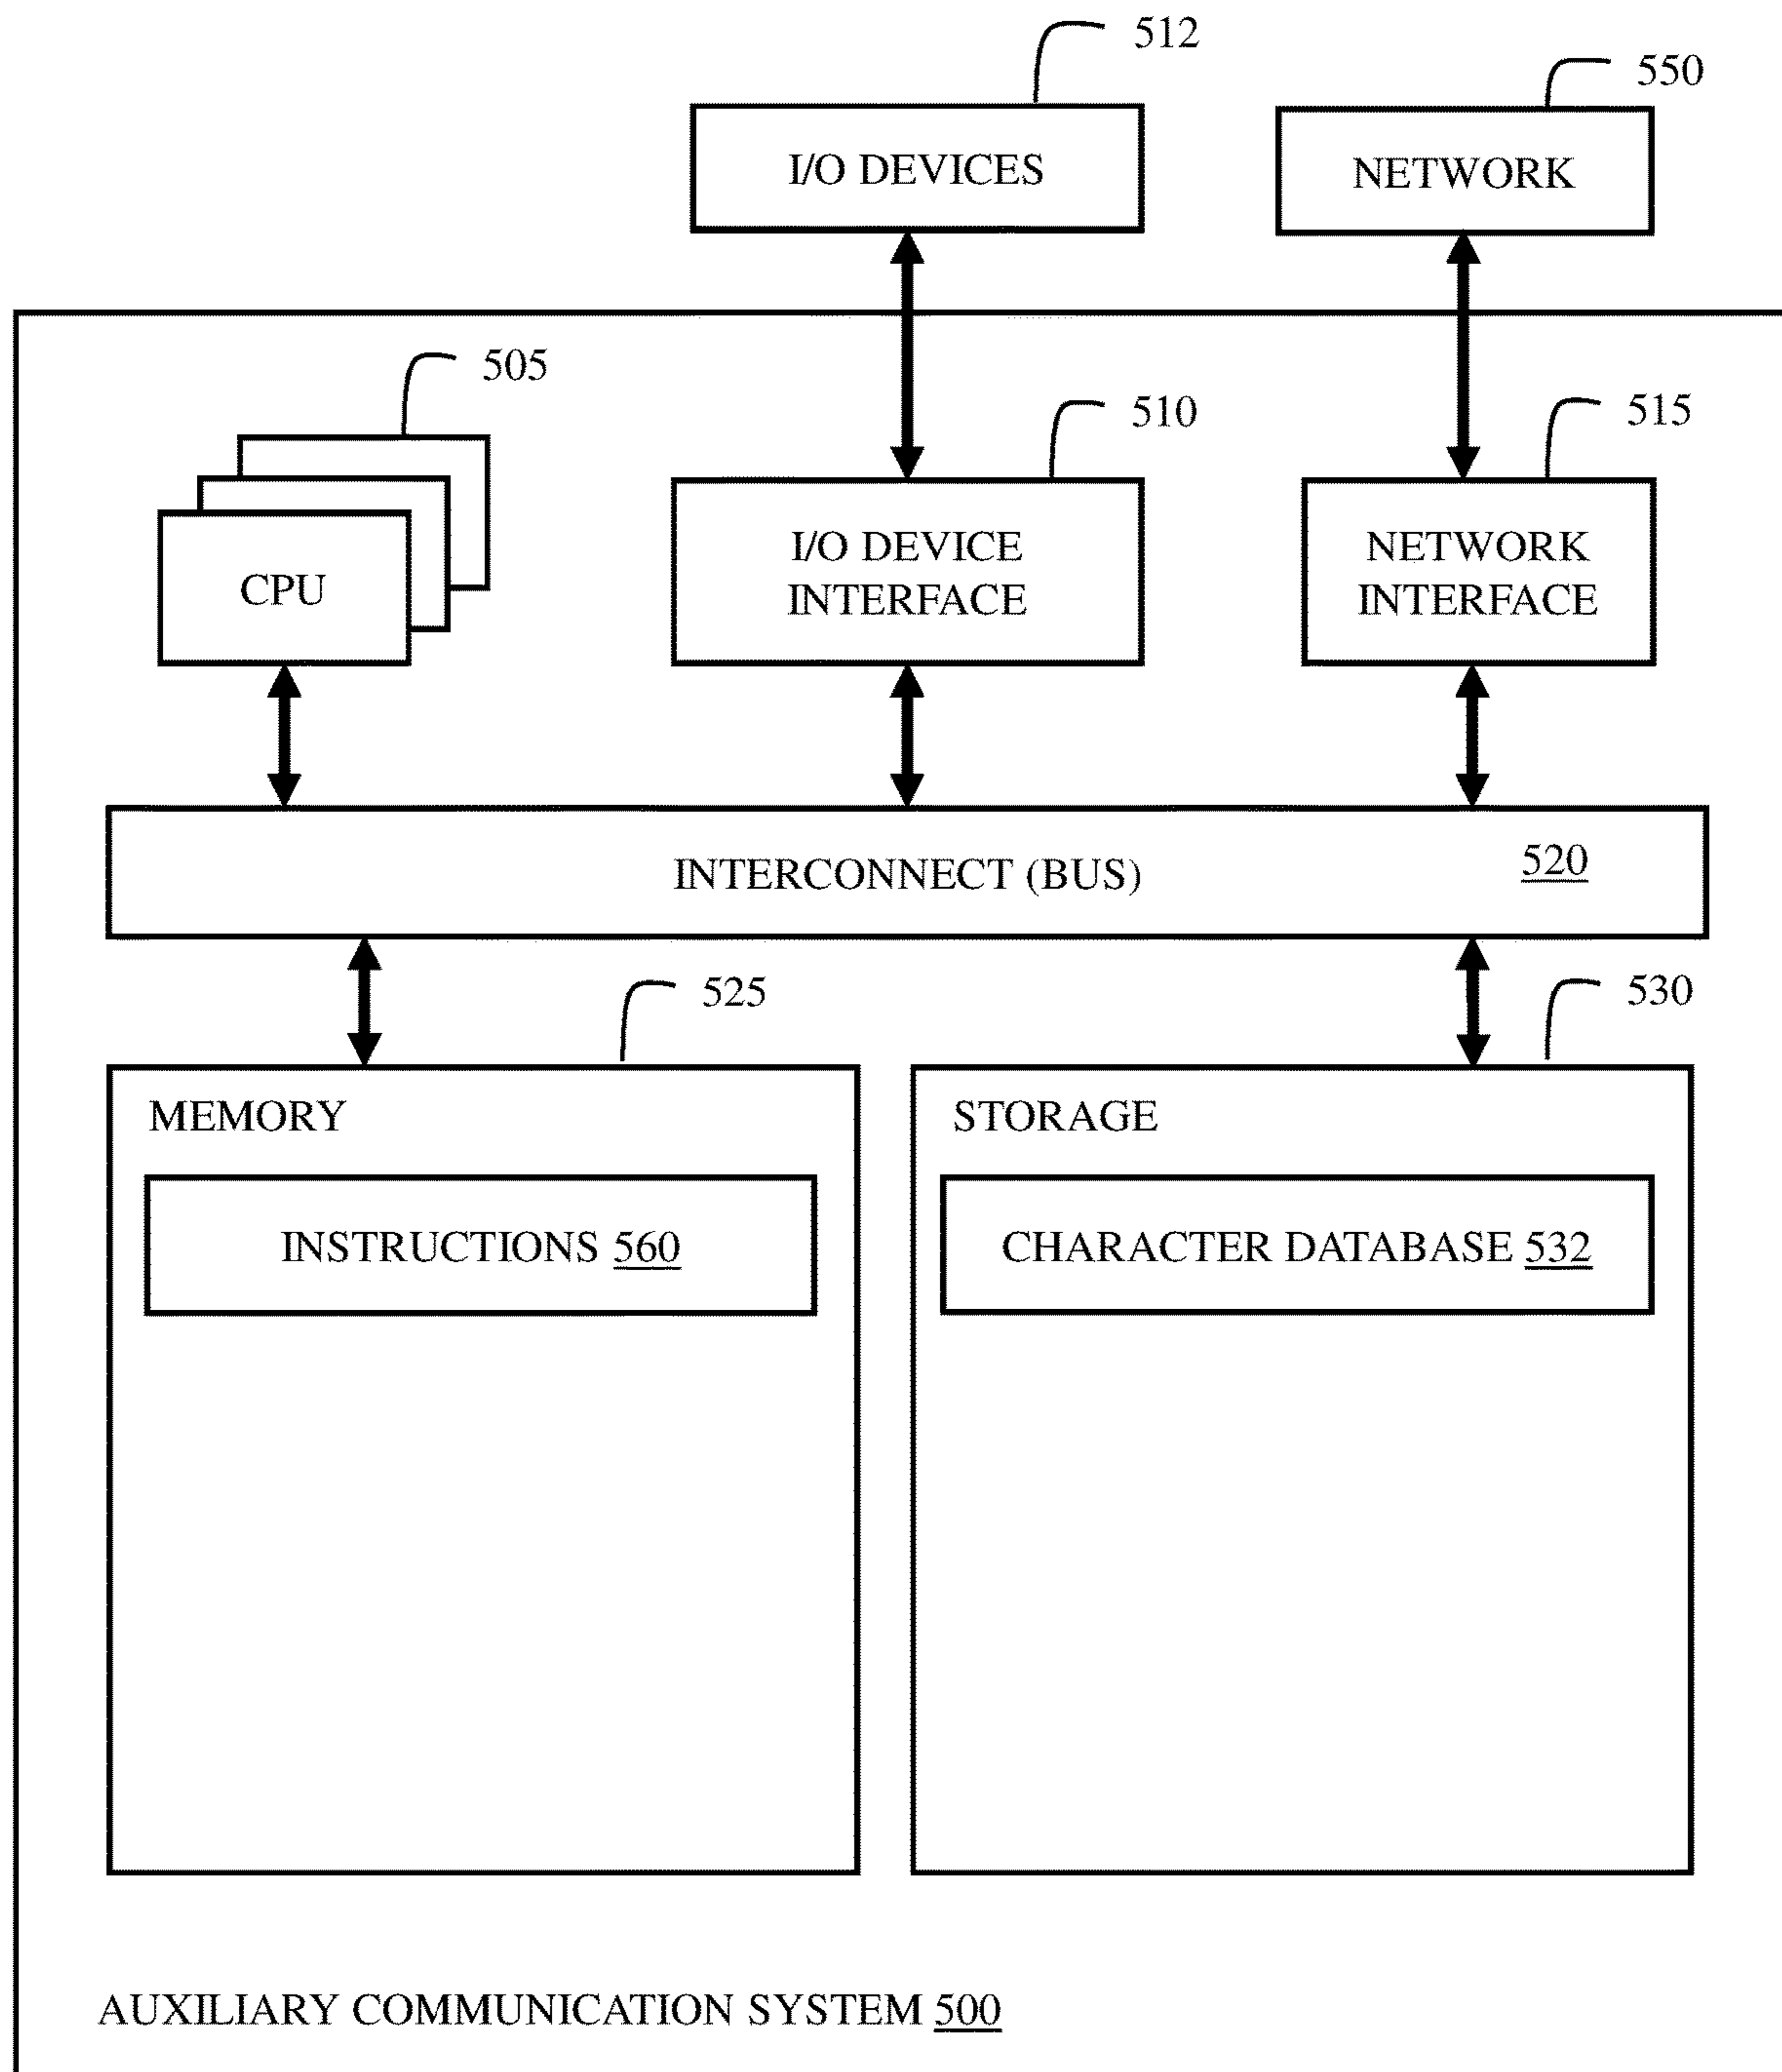 512
550
I/O DEVICES
NETWORK
505
510
515
CPU
I/O DEVICE
INTERFACE
NETWORK
INTERFACE
INTERCONNECT (BUS)
520
525
530
MEMORY
STORAGE
INSTRUCTIONS 560
CHARACTER DATABASE 532
AUXILIARY COMMUNICATION SYSTEM 500